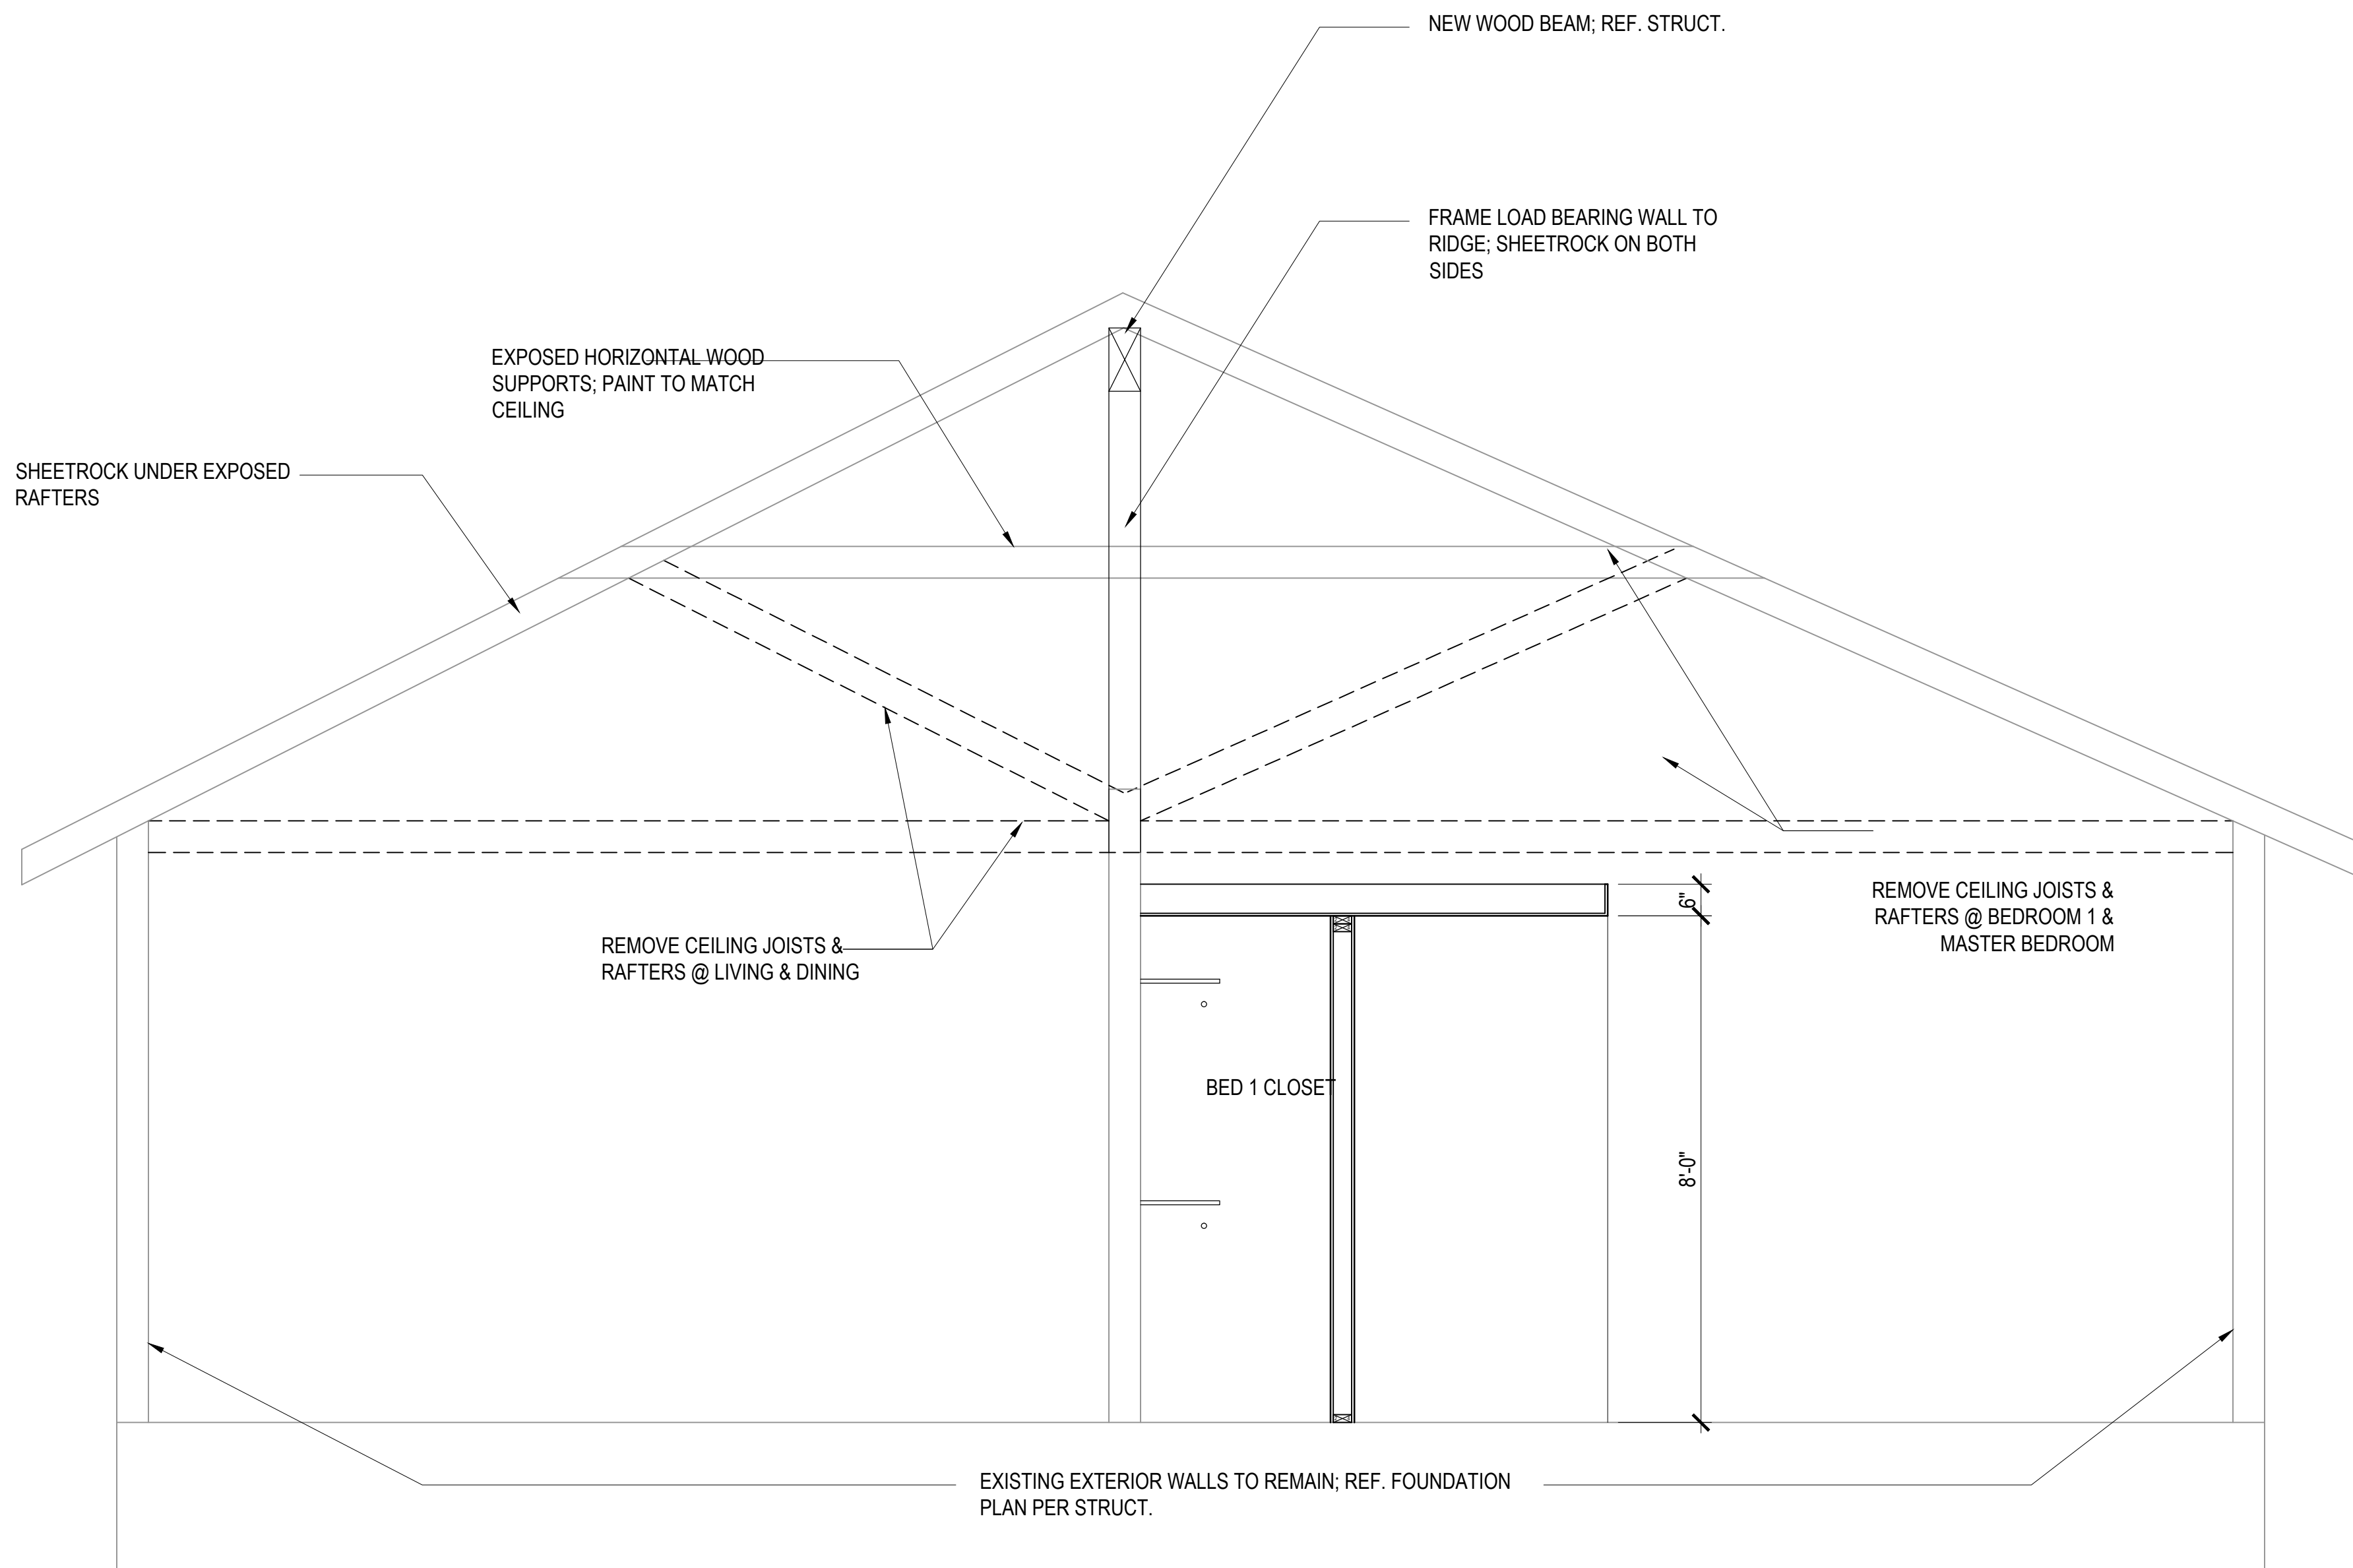 NEW WOOD BEAM; REF. STRUCT.
FRAME LOAD BEARING WALL TO
RIDGE; SHEETROCK ON BOTH
SIDES
EXPOSED HORIZONTAL WOOD
SUPPORTS; PAINT TO MATCH
CEILING
SHEETROCK UNDER EXPOSED
RAFTERS
REMOVE CEILING JOISTS &
RAFTERS @ LIVING & DINING
6"
REMOVE CEILING JOISTS &
RAFTERS @ BEDROOM 1 &
MASTER BEDROOM
BED 1 CLOSET
8'-0"
EXISTING EXTERIOR WALLS TO REMAIN; REF. FOUNDATION
PLAN PER STRUCT.